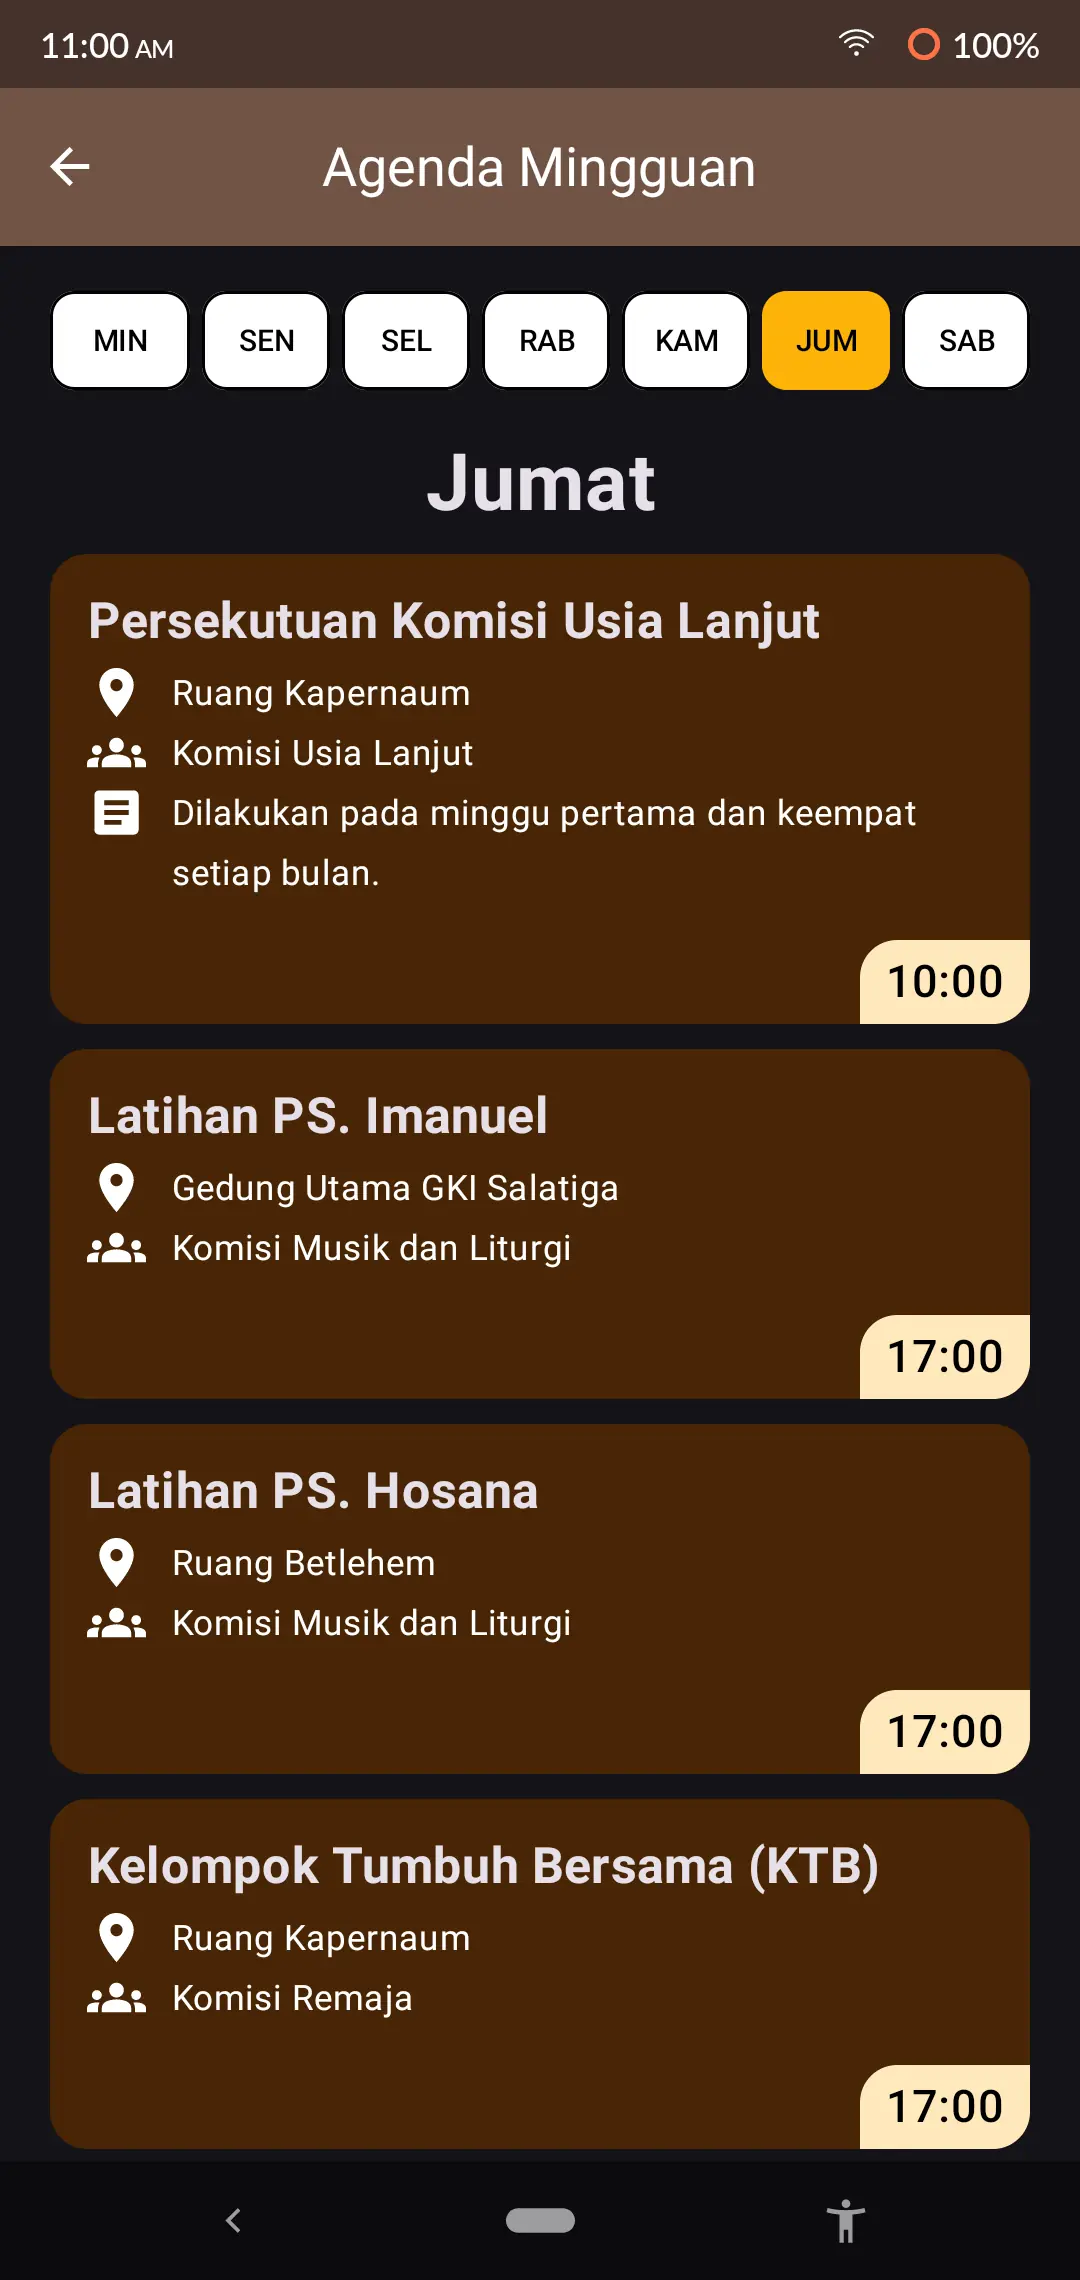 11:00 AM
100%
Agenda Mingguan
MIN SEN SEL RAB KAM JUM SAB
Jumat
Persekutuan Komisi Usia Lanjut
Ruang Kapernaum
Komisi Usia Lanjut
Dilakukan pada minggu pertama dan keempat
setiap bulan.
10:00
Latihan PS. Imanuel
Gedung Utama GKI Salatiga
Komisi Musik dan Liturgi
17:00
Latihan PS. Hosana
Ruang Betlehem
Komisi Musik dan Liturgi
17:00
Kelompok Tumbuh Bersama (KTB)
Ruang Kapernaum
Komisi Remaja
17:00